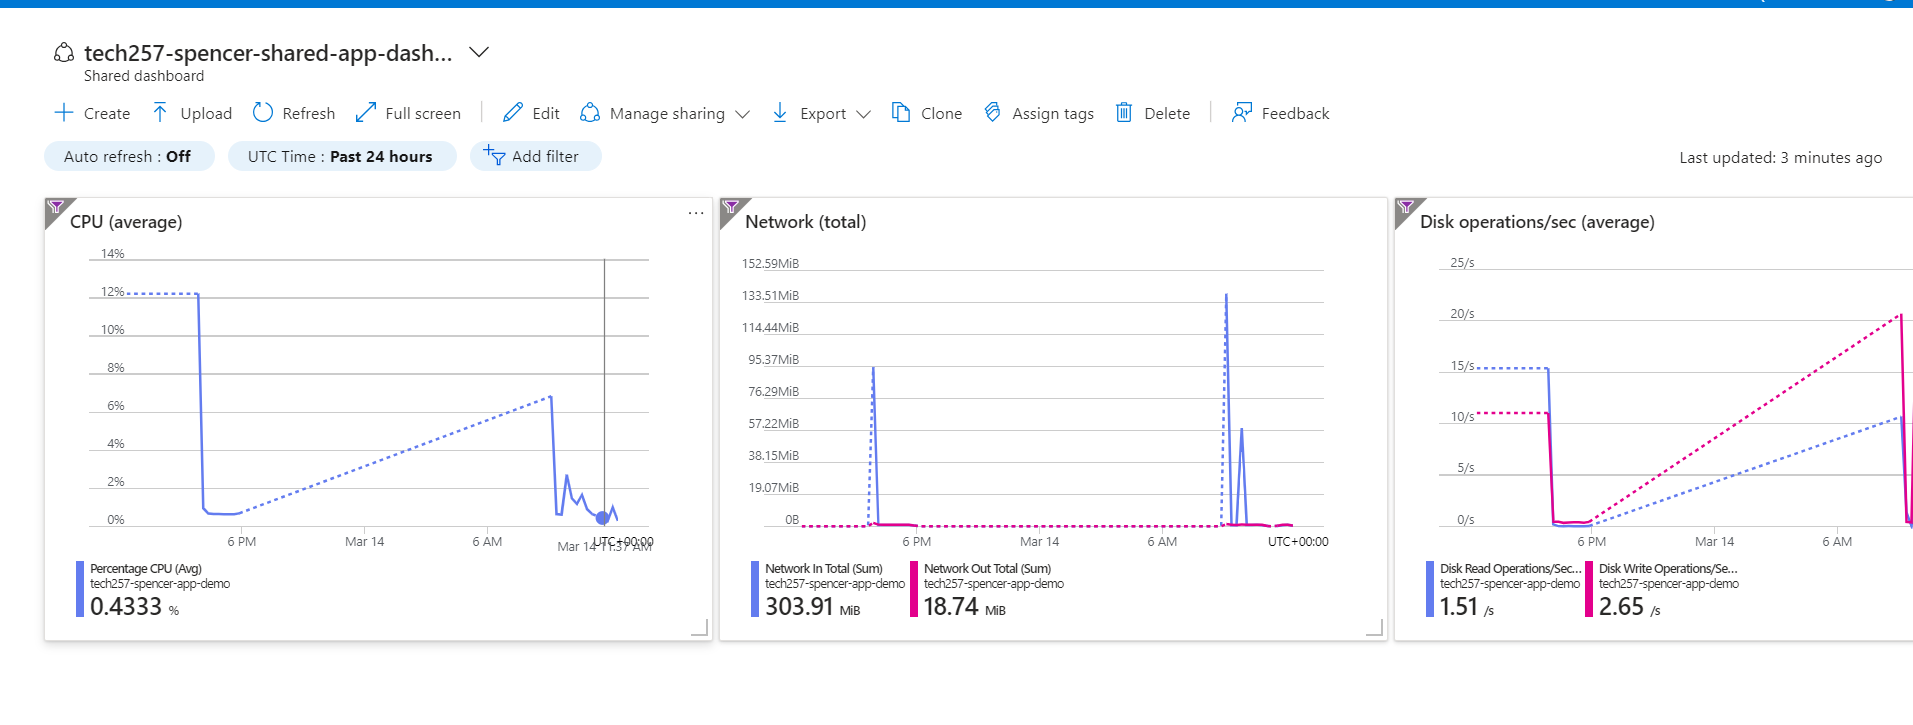 tech257-spencer-shared-app-dash...
Shared dashboard
Create Upload Refresh Full screen Edit Manage sharing Export Clone Assign tags Delete Feedback
Auto refresh : Off UTC Time : Past 24 hours Add filter Last updated: 3 minutes ago
CPU (average)
14%
12%
10%
8%
6%
4%
2%
0%
6 PM Mar 14 6 AM UTC+00:00
Mar 14 11:37 AM
Percentage CPU (Avg)
tech257-spencer-app-demo
0.4333 %
Network (total)
152.59MiB
133.51MiB
114.44MiB
95.37MiB
76.29MiB
57.22MiB
38.15MiB
19.07MiB
0B
6 PM Mar 14 6 AM UTC+00:00
Network In Total (Sum)
tech257-spencer-app-demo
303.91 MiB
Network Out Total (Sum)
tech257-spencer-app-demo
18.74 MiB
Disk operations/sec (average)
25/s
20/s
15/s
10/s
5/s
0/s
6 PM Mar 14 6 AM
Disk Read Operations/Sec...
tech257-spencer-app-demo
1.51 /s
Disk Write Operations/Se...
tech257-spencer-app-demo
2.65 /s